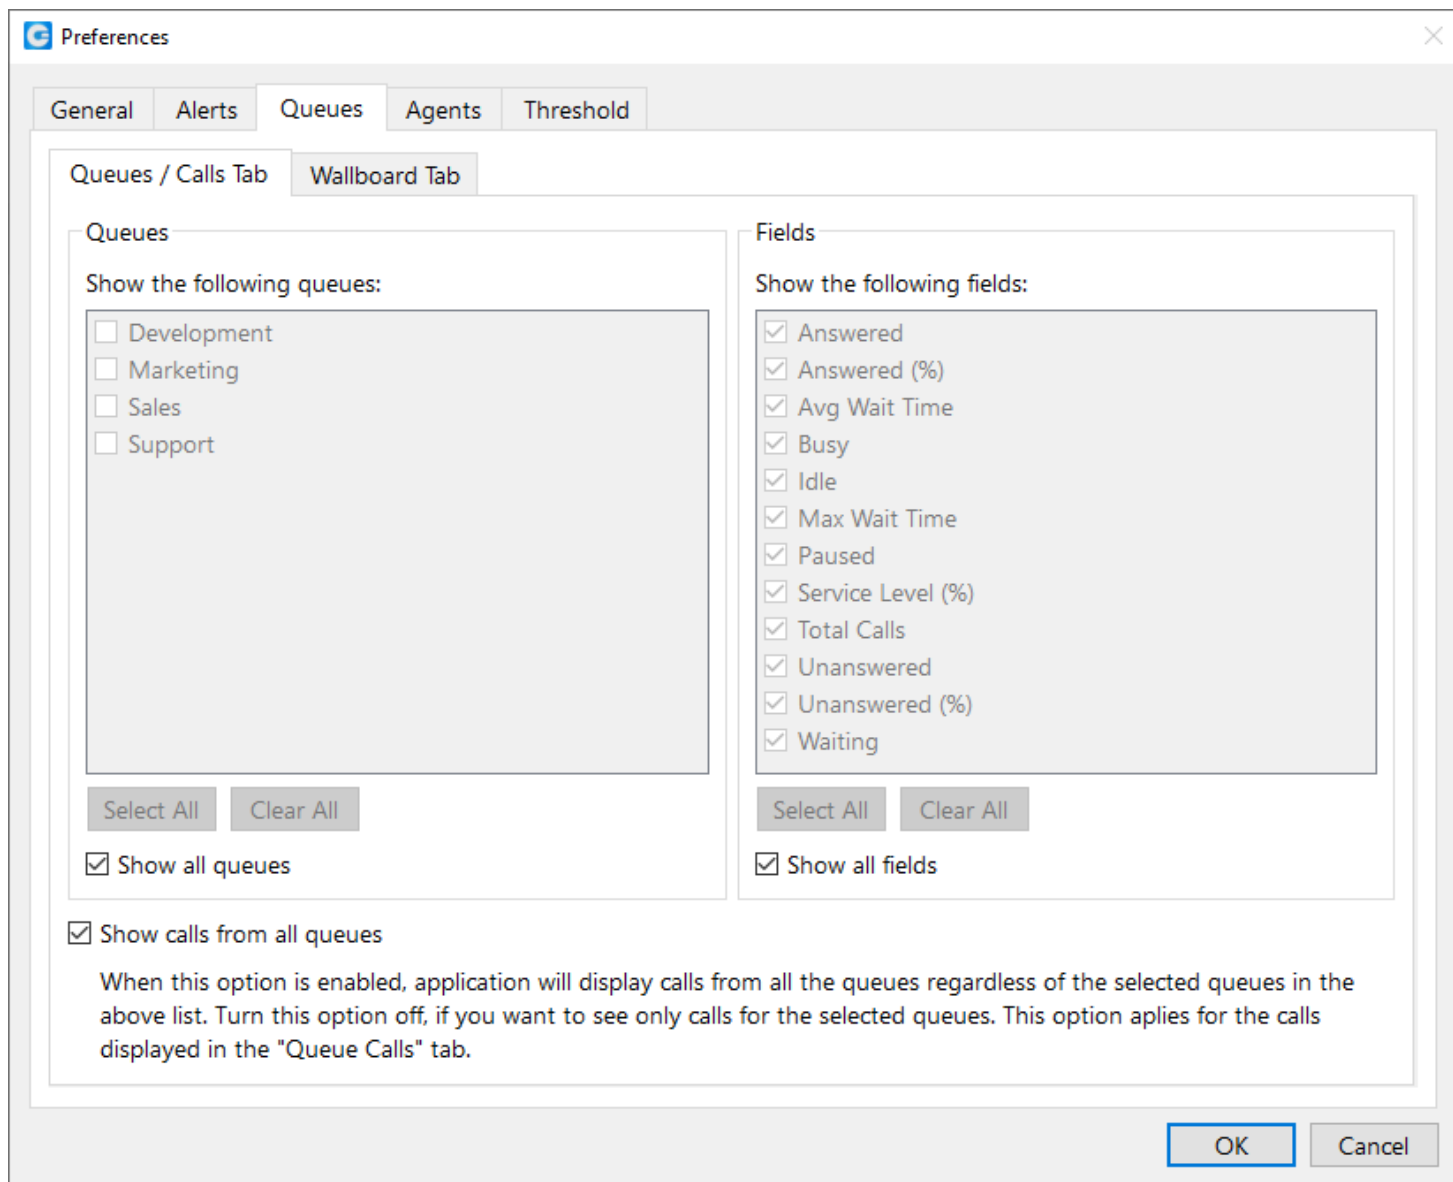 Preferences
General Alerts Queues Agents Threshold
Queues / Calls Tab Wallboard Tab
Queues
Show the following queues:
Development
Marketing
Sales
Support
Select All Clear All
Show all queues
Fields
Show the following fields:
Answered
Answered (%)
Avg Wait Time
Busy
Idle
Max Wait Time
Paused
Service Level (%)
Total Calls
Unanswered
Unanswered (%)
Waiting
Select All Clear All
Show all fields
Show calls from all queues
When this option is enabled, application will display calls from all the queues regardless of the selected queues in the
above list. Turn this option off, if you want to see only calls for the selected queues. This option aplies for the calls
displayed in the "Queue Calls" tab.
OK Cancel